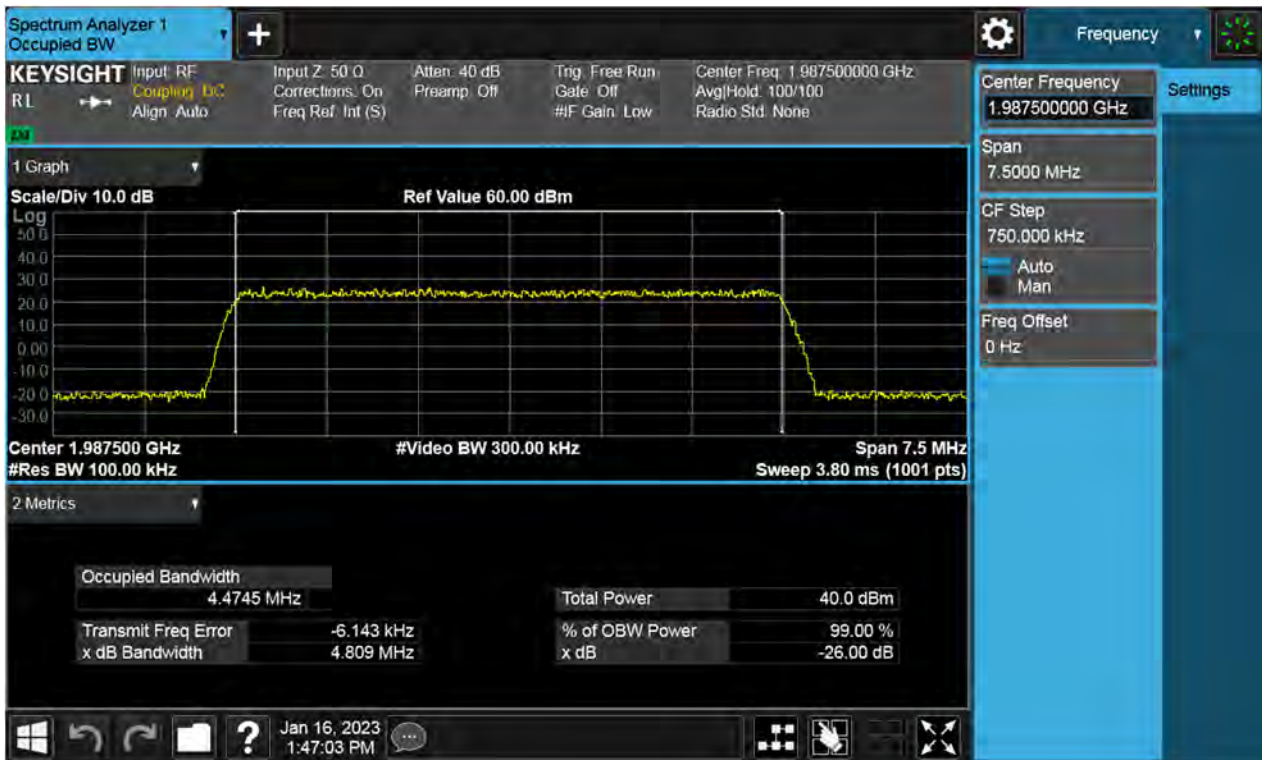 Spectrum Analyzer 1
Occupied BW
+
Frequency
KEYSIGHT
RL
Input: RF
Coupling: DC
Align: Auto
Input Z: 50 Ω
Corrections: On
Freq Ref: Int (S)
Atten: 40 dB
Preamp: Off
Trig: Free Run
Gate: Off
#IF Gain: Low
Center Freq: 1.987500000 GHz
Avg|Hold: 100/100
Radio Std: None
Center Frequency
1.987500000 GHz
Settings
Span
7.5000 MHz
CF Step
750.000 kHz
Auto
Man
Freq Offset
0 Hz
1 Graph
Scale/Div 10.0 dB
Ref Value 60.00 dBm
Log
50.0
40.0
30.0
20.0
10.0
0.00
-10.0
-20.0
-30.0
Center 1.987500 GHz
#Video BW 300.00 kHz
Span 7.5 MHz
#Res BW 100.00 kHz
Sweep 3.80 ms (1001 pts)
2 Metrics
Occupied Bandwidth
4.4745 MHz
Total Power 40.0 dBm
Transmit Freq Error -6.143 kHz
% of OBW Power 99.00 %
x dB Bandwidth 4.809 MHz
x dB -26.00 dB
?
Jan 16, 2023
1:47:03 PM